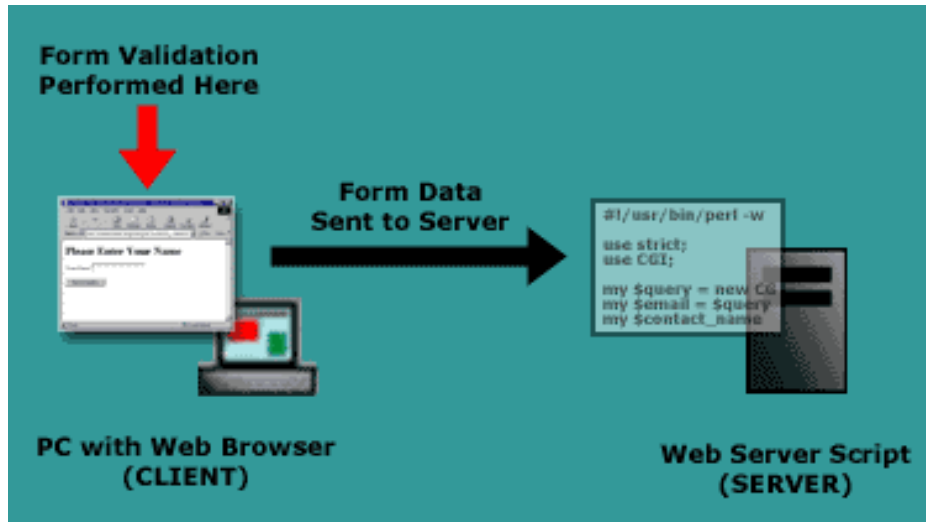 Form Validation
Performed Here
Form Data
Sent to Server
Please Enter Your Name
#!/usr/bin/perl -w
use strict;
use CGI;
my $query = new CG
my $email = $query
my $contact_name
PC with Web Browser
(CLIENT)
Web Server Script
(SERVER)